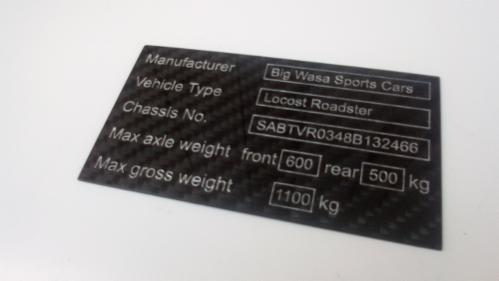 Manufacturer Big Wasa Sports Cars
Vehicle Type Locost Roadster
Chassis No. SABTVR0348B132466
Max axle weight front 600 rear 500 kg
Max gross weight 1100 kg